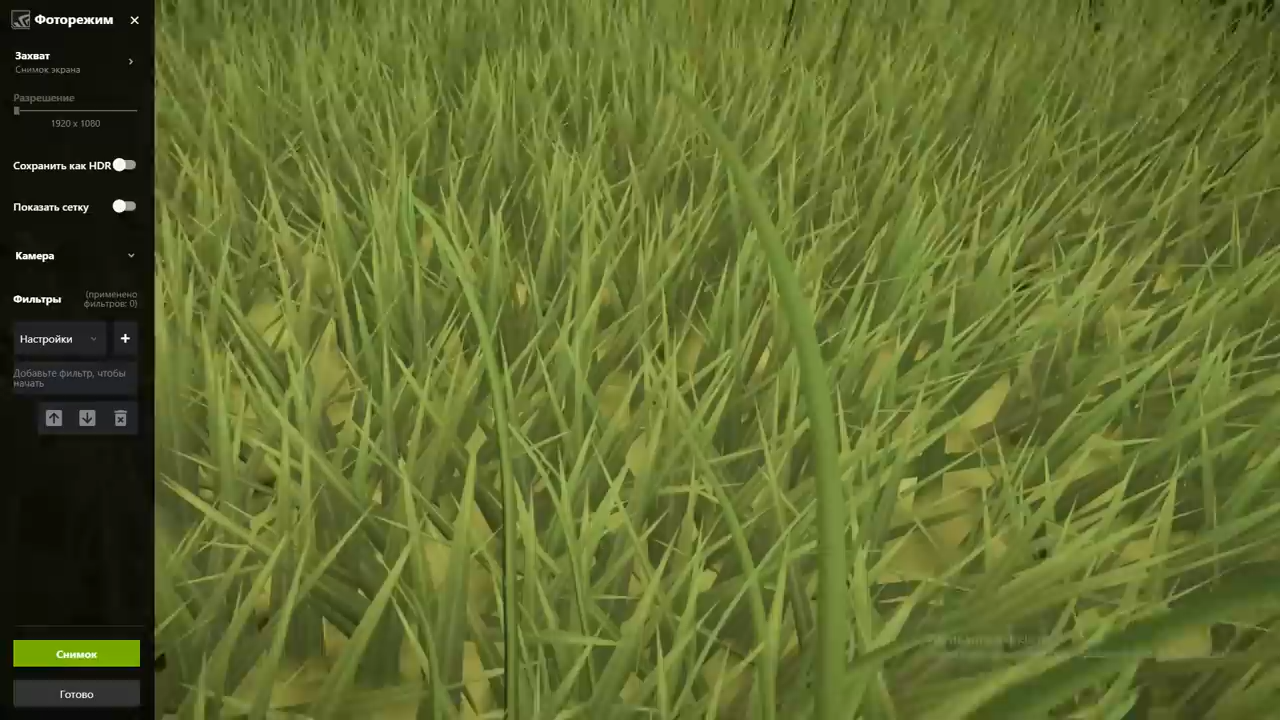 Фоторежим
Захват
Снимок экрана
Разрешение
1920 x 1080
Сохранить как HDR
Показать сетку
Камера
Фильтры
(применено
фильтров: 0)
Настройки
Добавьте фильтр, чтобы
начать
Снимок
Готово